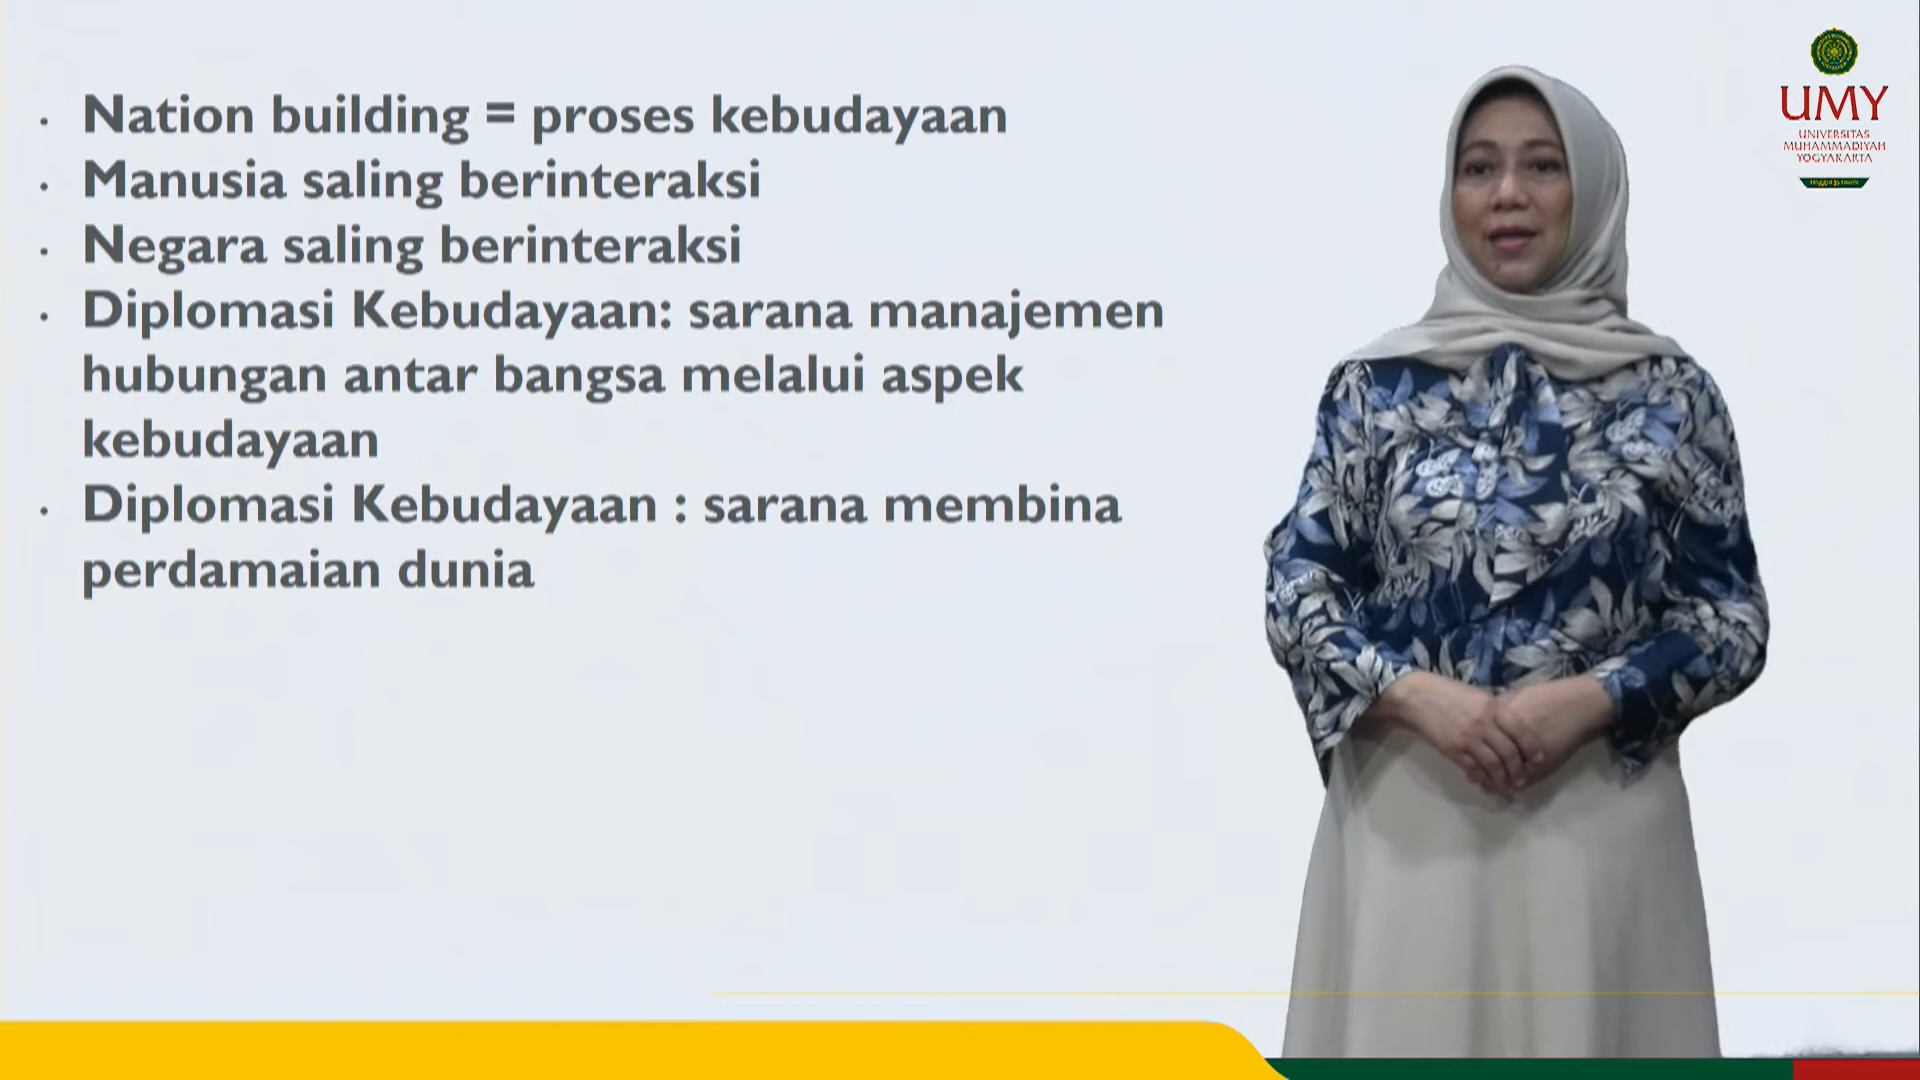 • Nation building = proses kebudayaan
• Manusia saling berinteraksi
• Negara saling berinteraksi
• Diplomasi Kebudayaan: sarana manajemen
hubungan antar bangsa melalui aspek
kebudayaan
• Diplomasi Kebudayaan : sarana membina
perdamaian dunia
UMY
UNIVERSITAS
MUHAMMADIYAH
YOGYAKARTA